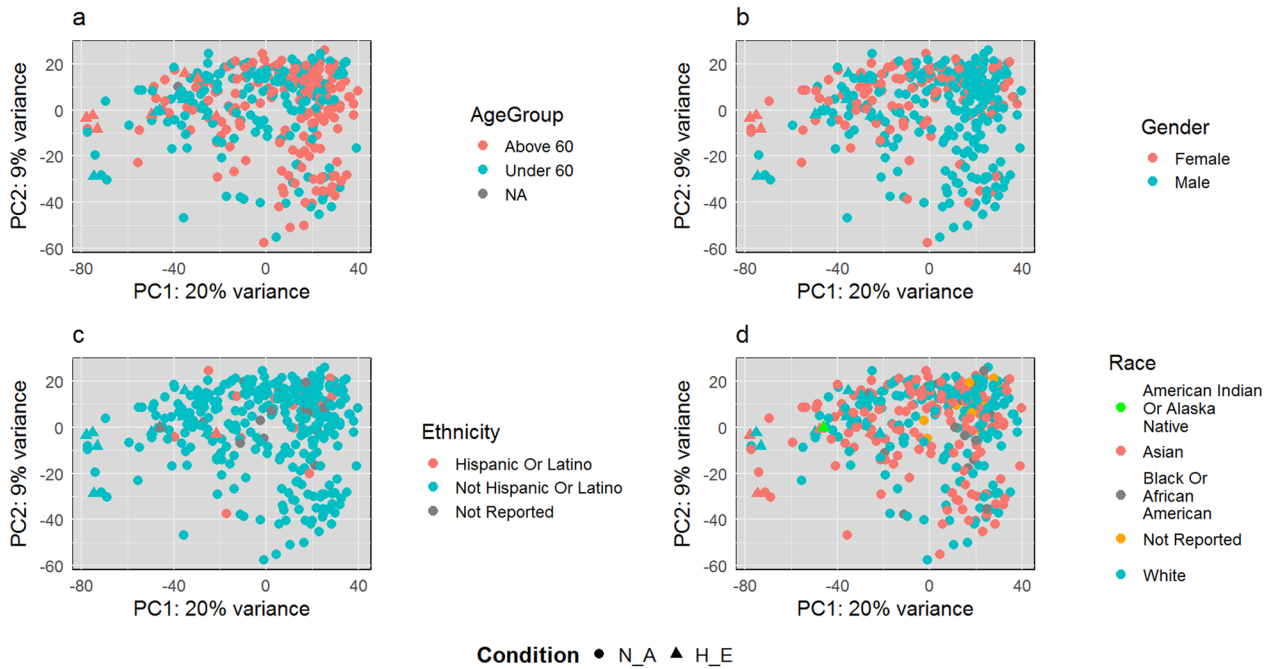 a
20
0
-20
-40
-60
PC2: 9% variance
-80
-40
0
40
PC1: 20% variance
AgeGroup
Above 60
Under 60
NA
b
20
0
-20
-40
-60
PC2: 9% variance
-80
-40
0
40
PC1: 20% variance
Gender
Female
Male
c
20
0
-20
-40
-60
PC2: 9% variance
-80
-40
0
40
PC1: 20% variance
Ethnicity
Hispanic Or Latino
Not Hispanic Or Latino
Not Reported
d
20
0
-20
-40
-60
PC2: 9% variance
-80
-40
0
40
PC1: 20% variance
Race
American Indian
Or Alaska
Native
Asian
Black Or
African
American
Not Reported
White
Condition N_A H_E